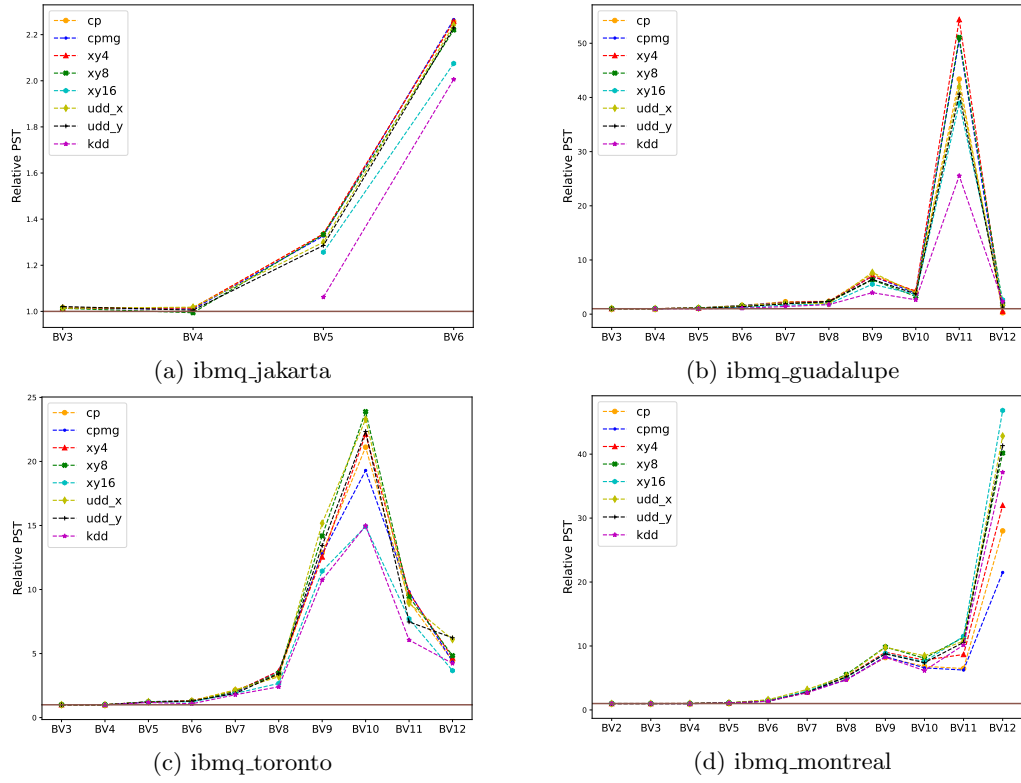 cp
cpmg
xy4
xy8
xy16
udd_x
udd_y
kdd
Relative PST
2.2
2.0
1.8
1.6
1.4
1.2
1.0
BV3 BV4 BV5 BV6
(a) ibmq_jakarta
cp
cpmg
xy4
xy8
xy16
udd_x
udd_y
kdd
Relative PST
50
40
30
20
10
0
BV3 BV4 BV5 BV6 BV7 BV8 BV9 BV10 BV11 BV12
(b) ibmq_guadalupe
cp
cpmg
xy4
xy8
xy16
udd_x
udd_y
kdd
Relative PST
25
20
15
10
5
0
BV3 BV4 BV5 BV6 BV7 BV8 BV9 BV10 BV11 BV12
(c) ibmq_toronto
cp
cpmg
xy4
xy8
xy16
udd_x
udd_y
kdd
Relative PST
40
30
20
10
0
BV2 BV3 BV4 BV5 BV6 BV7 BV8 BV9 BV10 BV11 BV12
(d) ibmq_montreal